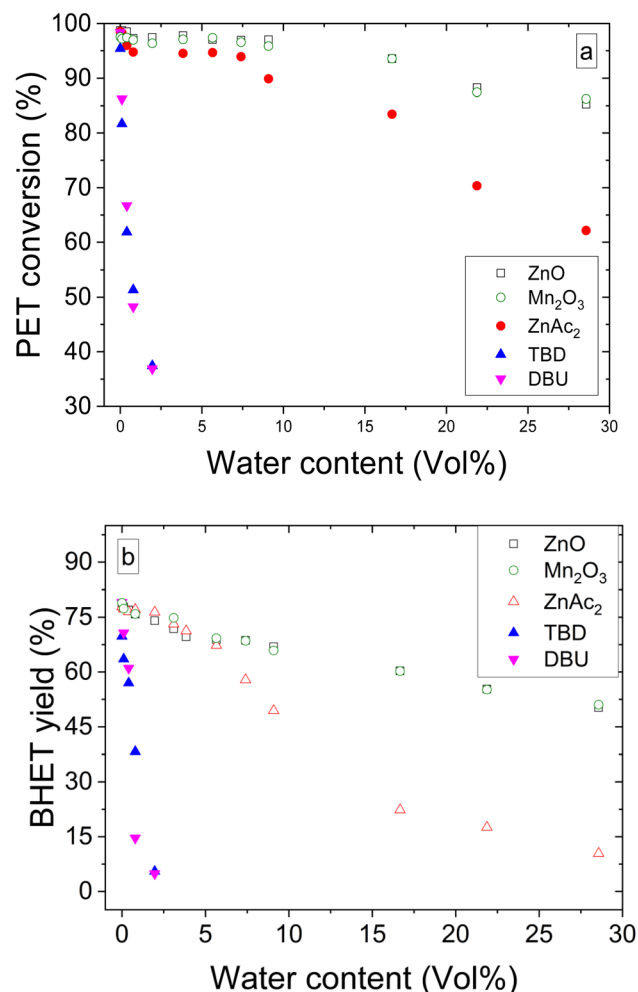 a
100
90
80
70
60
50
40
30
PET conversion (%)
ZnO
Mn₂O₃
ZnAc₂
TBD
DBU
0 5 10 15 20 25 30
Water content (Vol%)
b
90
75
60
45
30
15
0
BHET yield (%)
ZnO
Mn₂O₃
ZnAc₂
TBD
DBU
0 5 10 15 20 25 30
Water content (Vol%)